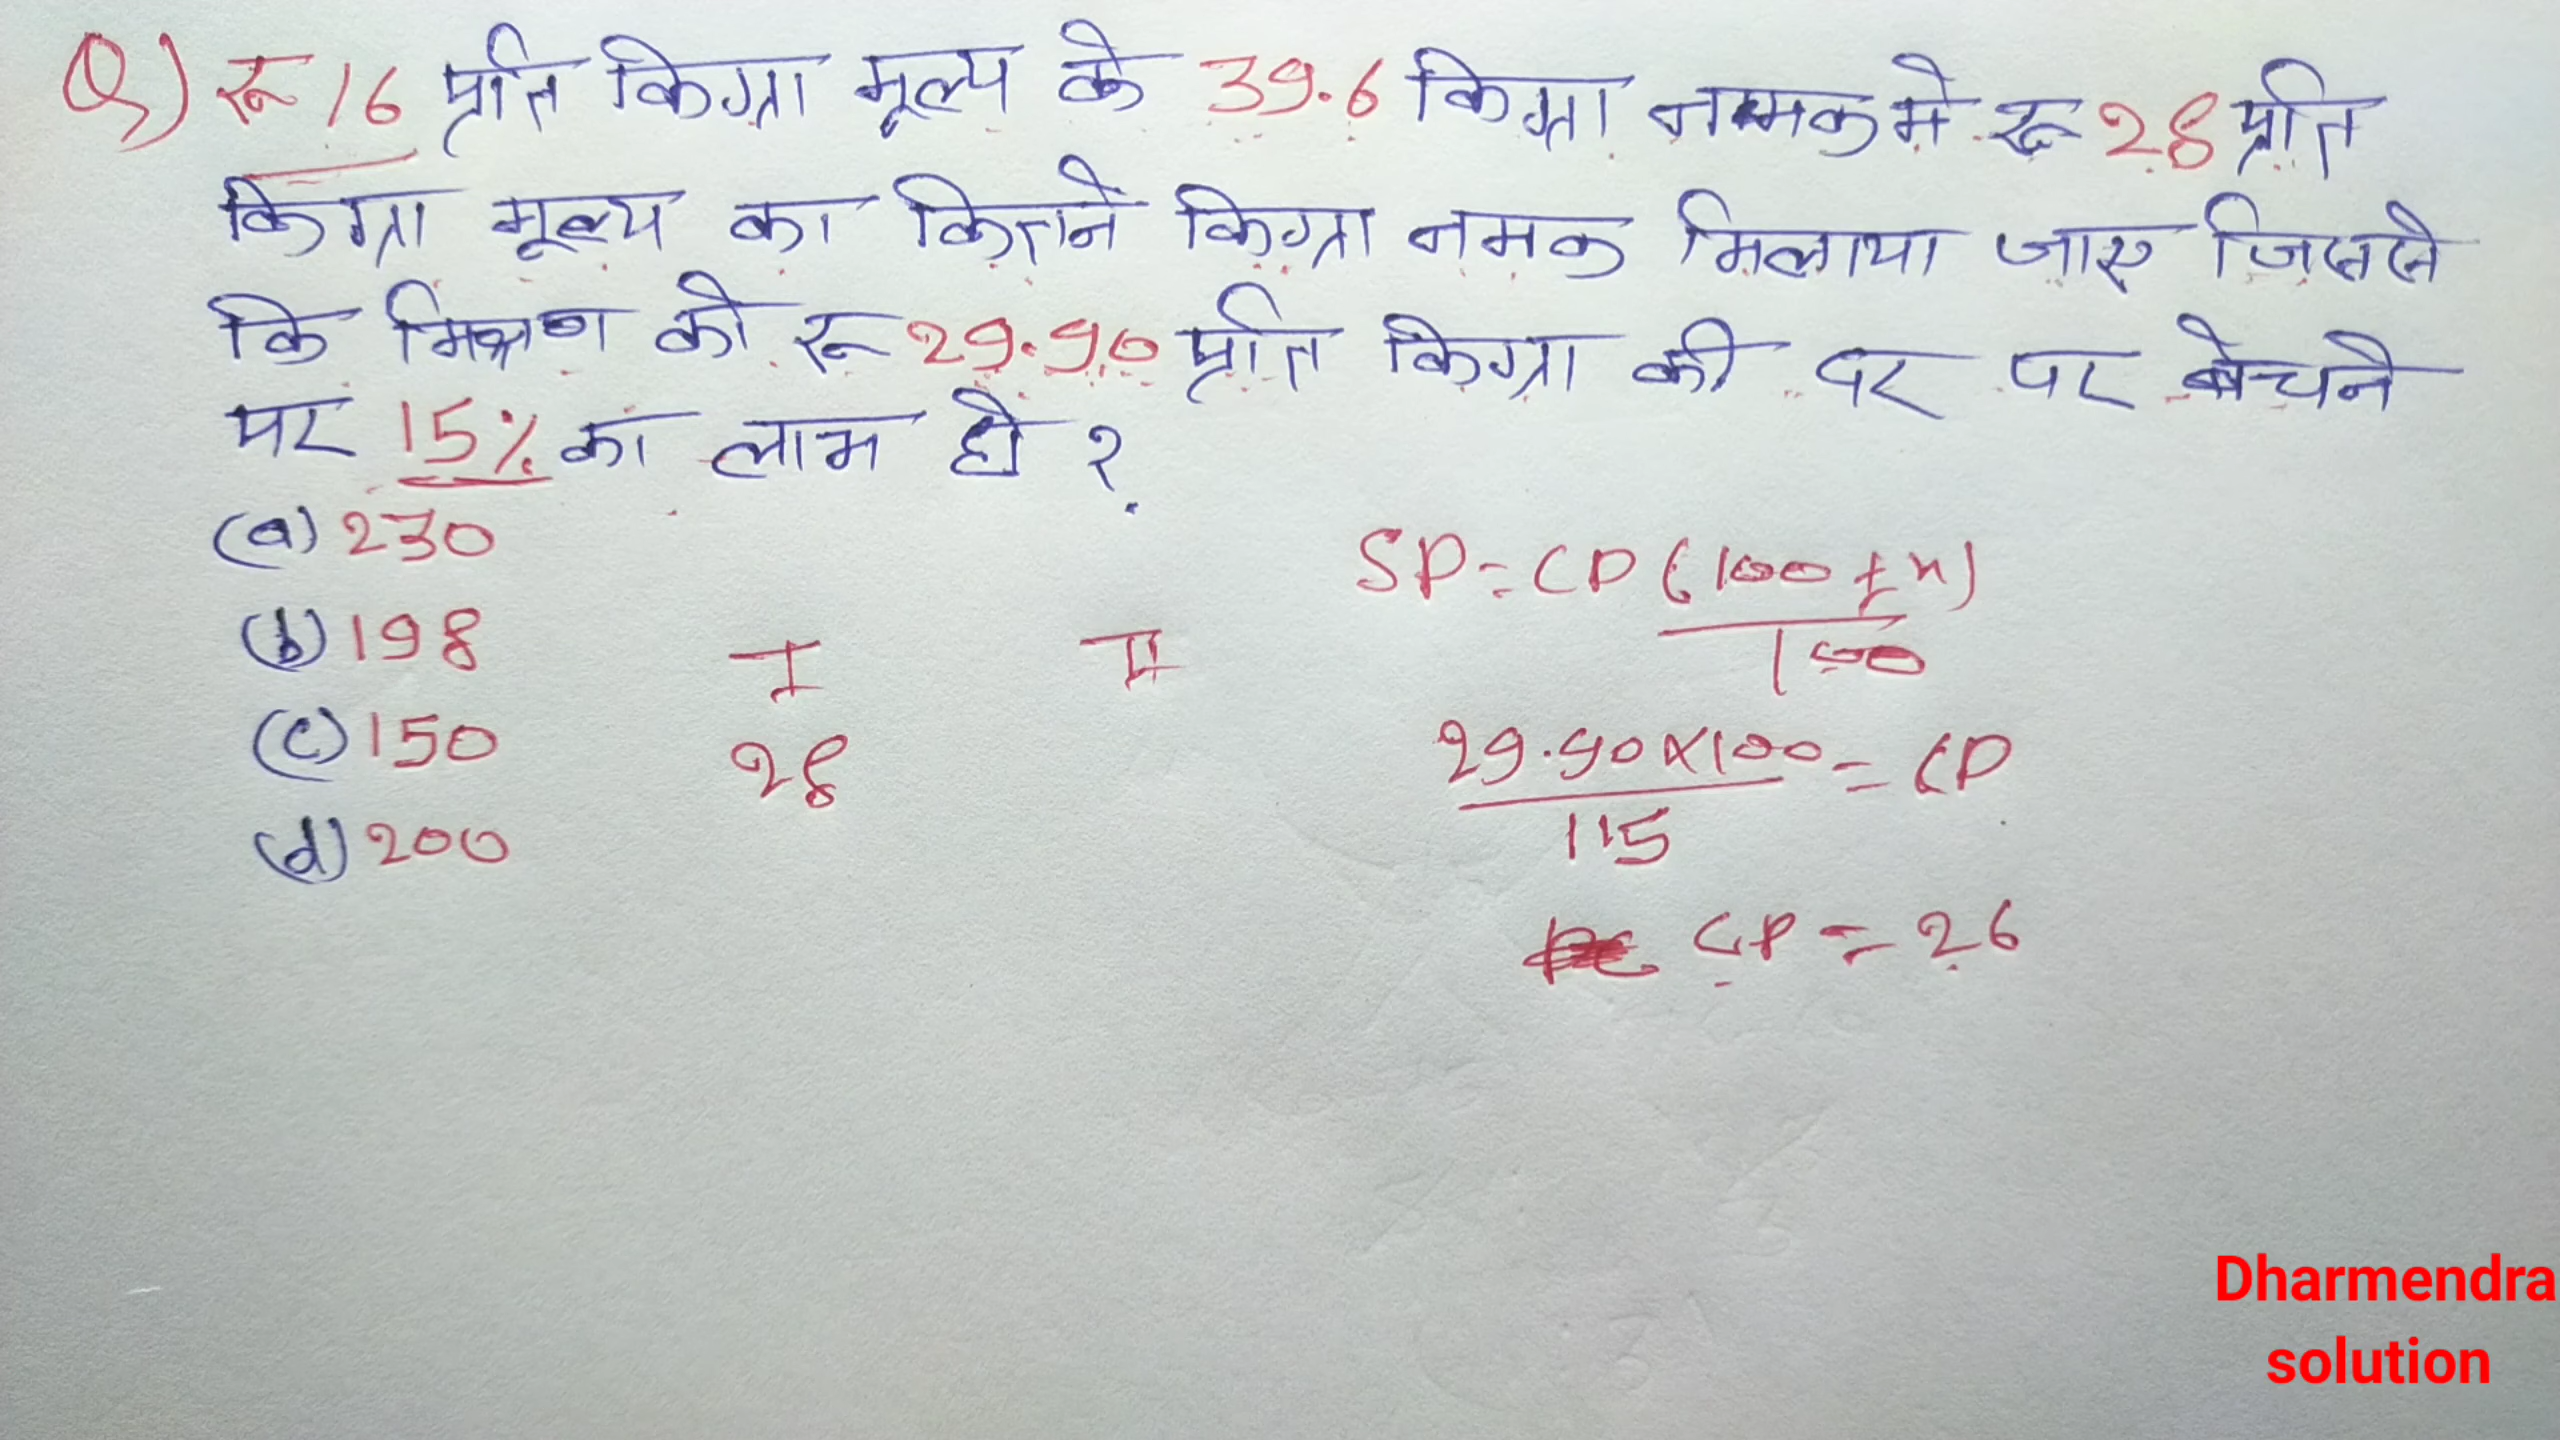 Q) रू 16 प्रति किग्रा मूल्य के 39.6 किग्रा नमक मे रू 28 प्रति
किग्रा मूल्य का कितने किग्रा नमक मिलाया जाए जिससे
कि मिश्रण को रू 29.90 प्रति किग्रा की दर पर बेचने
पर 15% का लाभ हो ?
(a) 230
(b) 198
(c) 150
(d) 200
I II
28
SP = CP (100 + x)
100
29.90 x 100 = CP
115
CP = 26
Dharmendra
solution